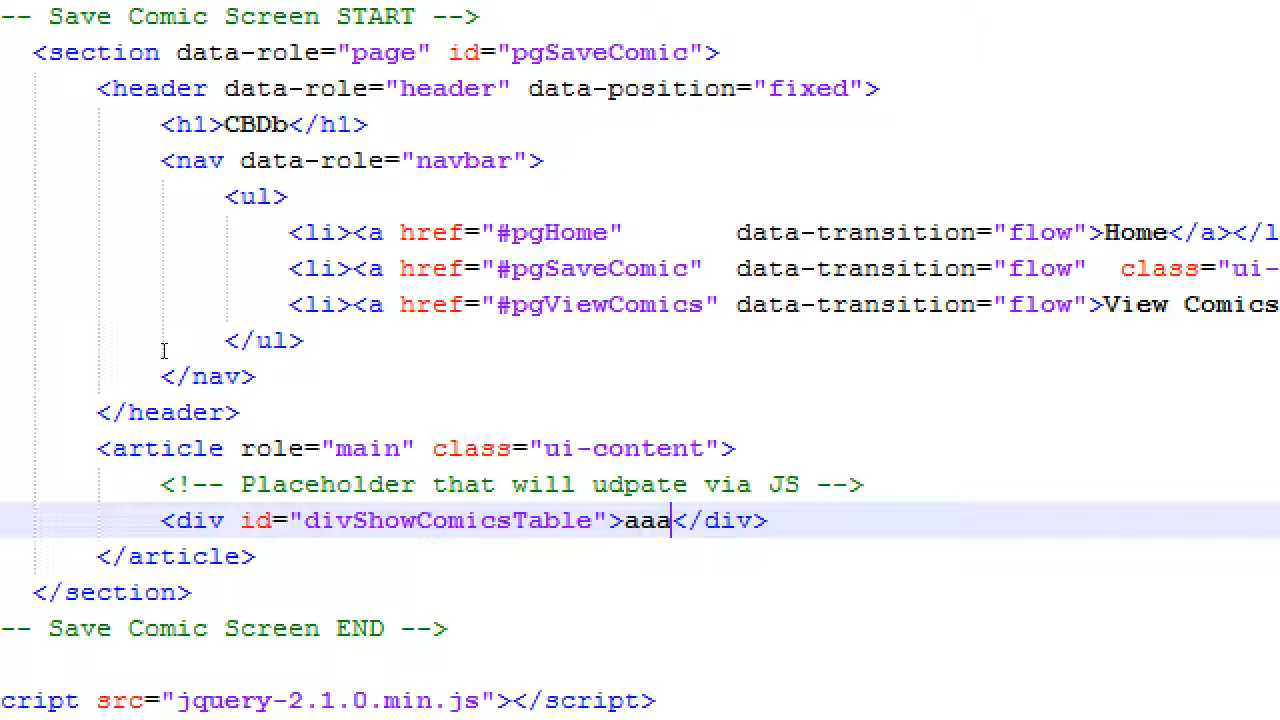 -- Save Comic Screen START -->
<section data-role="page" id="pgSaveComic">
<header data-role="header" data-position="fixed">
<h1>CBDb</h1>
<nav data-role="navbar">
<ul>
<li><a href="#pgHome" data-transition="flow">Home</a></l
<li><a href="#pgSaveComic" data-transition="flow" class="ui-
<li><a href="#pgViewComics" data-transition="flow">View Comics
</ul>
</nav>
</header>
<article role="main" class="ui-content">
<!-- Placeholder that will udpate via JS -->
<div id="divShowComicsTable">aaa</div>
</article>
</section>
-- Save Comic Screen END -->
cript src="jquery-2.1.0.min.js"></script>